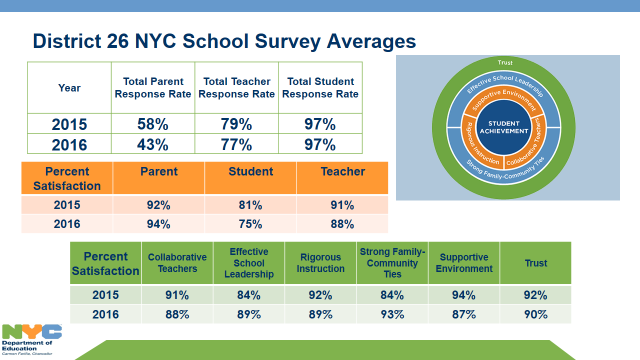 District 26 NYC School Survey Averages
Year
Total Parent
Response Rate
Total Teacher
Response Rate
Total Student
Response Rate
2015 58% 79% 97%
2016 43% 77% 97%
Trust
Effective School Leadership
Supportive Environment
Rigorous Instruction
Collaborative Teachers
Strong Family-Community Ties
STUDENT
ACHIEVEMENT
Percent
Satisfaction
Parent Student Teacher
2015 92% 81% 91%
2016 94% 75% 88%
Percent
Satisfaction
Collaborative
Teachers
Effective
School
Leadership
Rigorous
Instruction
Strong Family-
Community
Ties
Supportive
Environment
Trust
2015 91% 84% 92% 84% 94% 92%
2016 88% 89% 89% 93% 87% 90%
NYC
Department of
Education
Carmen Fariña, Chancellor